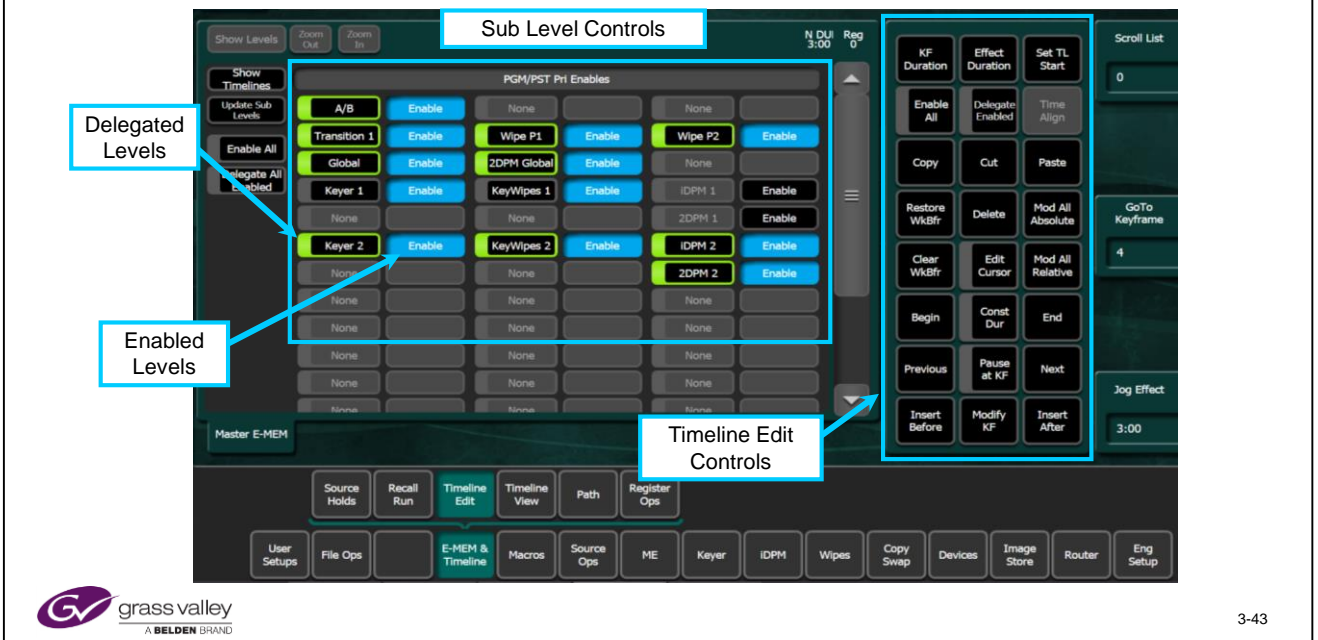 Sub Level Controls
Show Levels
Zoom Out
Zoom In
N DUI 3:00
Reg 0
Show Timelines
Update Sub Levels
Enable All
Delegate All Enabled
Delegated Levels
Enabled Levels
PGM/PST Pri Enables
A/B Enable None None
Transition 1 Enable Wipe P1 Enable Wipe P2 Enable
Global Enable 2DPM Global Enable None
Keyer 1 Enable KeyWipes 1 Enable iDPM 1 Enable
None None 2DPM 1 Enable
Keyer 2 Enable KeyWipes 2 Enable iDPM 2 Enable
None None 2DPM 2 Enable
None None None
None None None
None None None
None None None
None None None
Master E-MEM
Timeline Edit Controls
KF Duration
Effect Duration
Set TL Start
Enable All
Delegate Enabled
Time Align
Copy
Cut
Paste
Restore WkBfr
Delete
Mod All Absolute
Clear WkBfr
Edit Cursor
Mod All Relative
Begin
Const Dur
End
Previous
Pause at KF
Next
Insert Before
Modify KF
Insert After
Scroll List
0
GoTo Keyframe
4
Jog Effect
3:00
Source Holds
Recall Run
Timeline Edit
Timeline View
Path
Register Ops
User Setups
File Ops
E-MEM & Timeline
Macros
Source Ops
ME
Keyer
iDPM
Wipes
Copy Swap
Devices
Image Store
Router
Eng Setup
GV
grass valley
A BELDEN BRAND
3-43